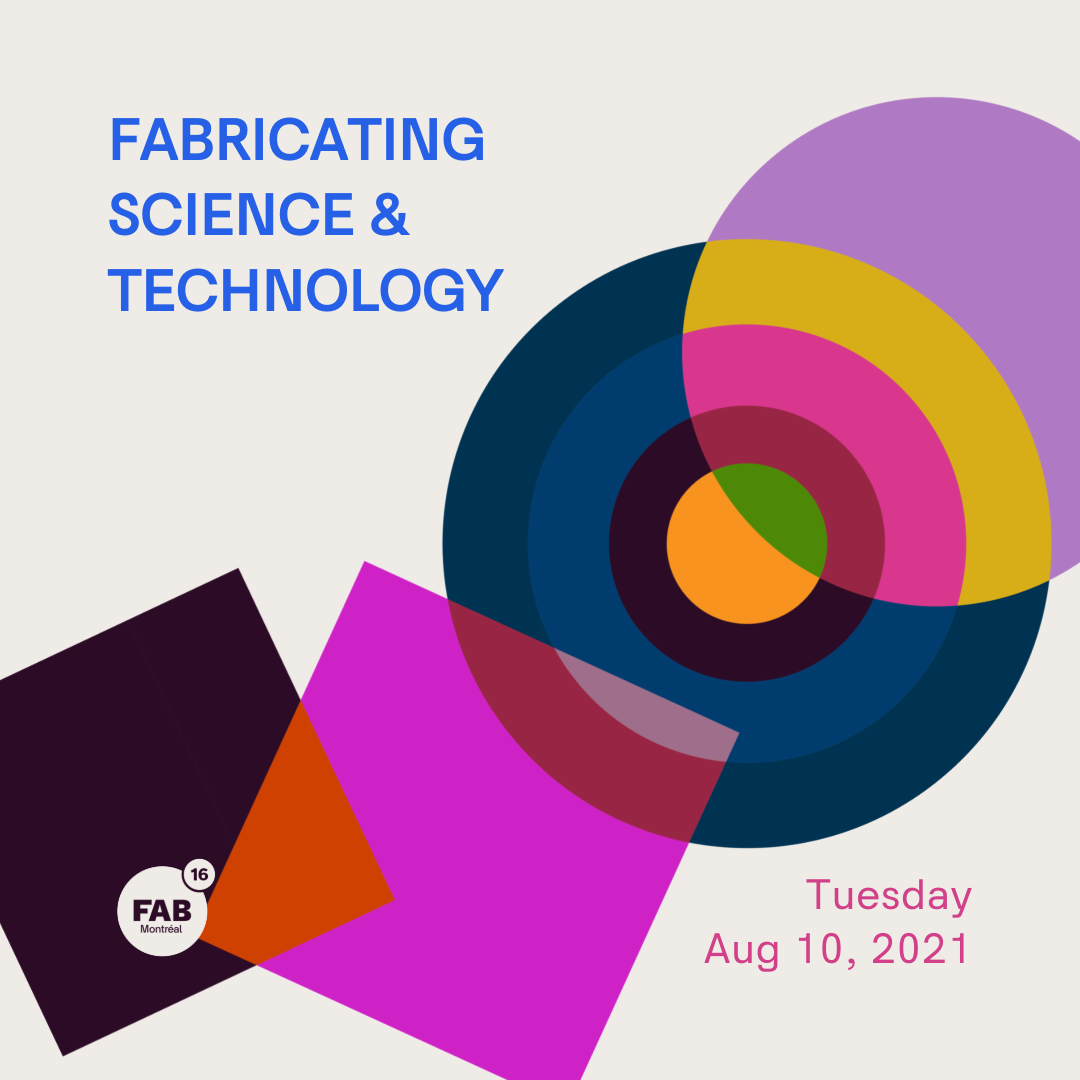 FABRICATING
SCIENCE &
TECHNOLOGY
16
FAB
Montréal
Tuesday
Aug 10, 2021